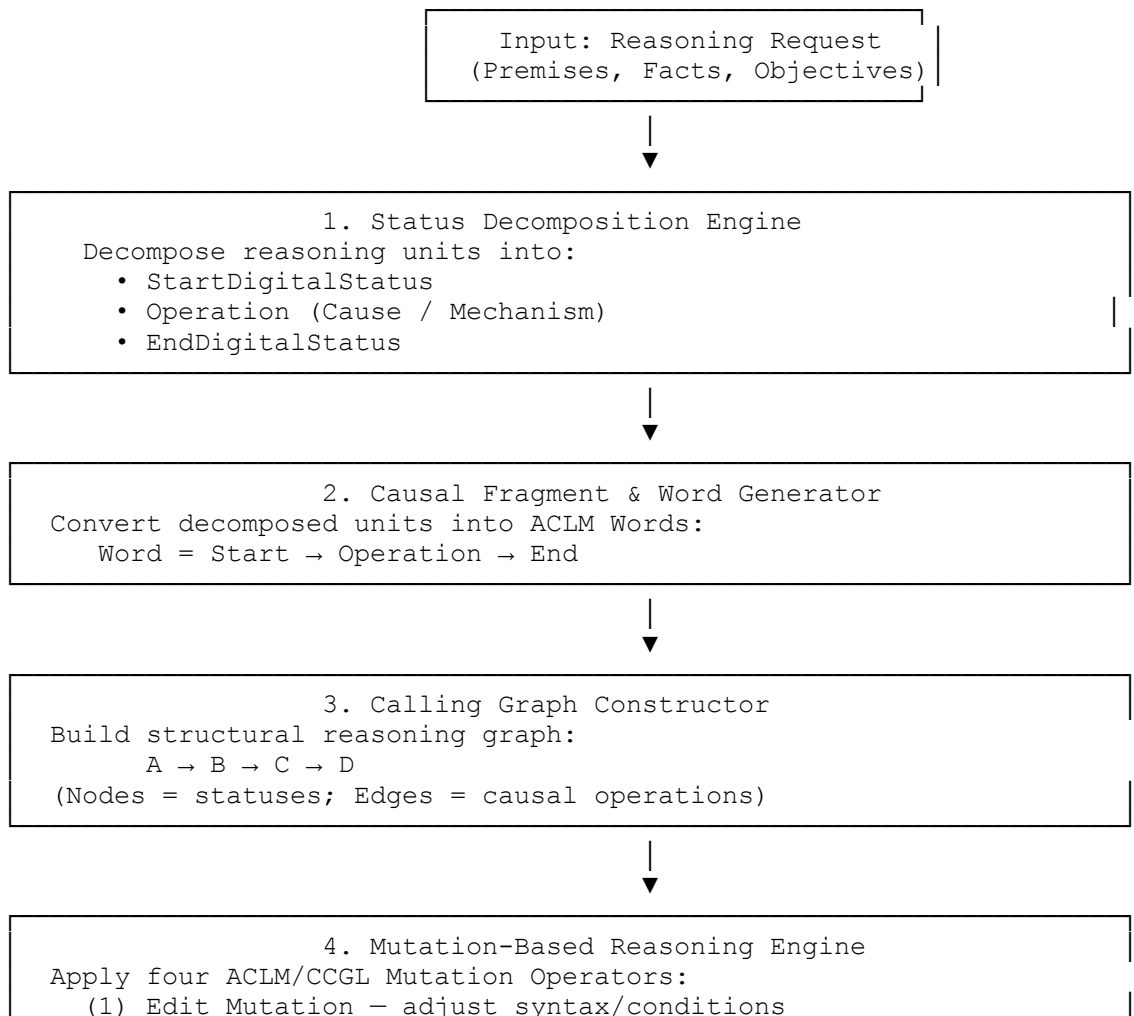 Input: Reasoning Request
(Premises, Facts, Objectives)
1. Status Decomposition Engine
Decompose reasoning units into:
• StartDigitalStatus
• Operation (Cause / Mechanism)
• EndDigitalStatus
2. Causal Fragment & Word Generator
Convert decomposed units into ACLM Words:
Word = Start → Operation → End
3. Calling Graph Constructor
Build structural reasoning graph:
A → B → C → D
(Nodes = statuses; Edges = causal operations)
4. Mutation-Based Reasoning Engine
Apply four ACLM/CCGL Mutation Operators:
(1) Edit Mutation — adjust syntax/conditions